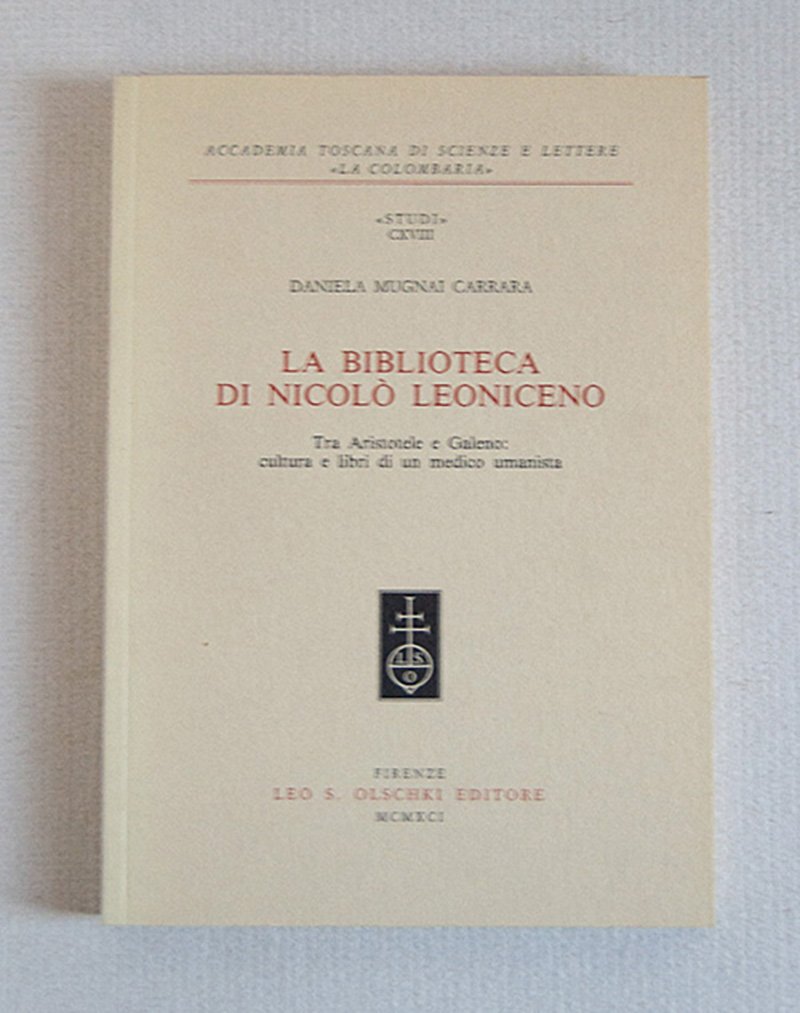 ACCADEMIA TOSCANA DI SCIENZE E LETTERE
«LA COLOMBARIA»
«STUDI»
CXVIII
DANIELA MUGNAI CARRARA
LA BIBLIOTECA
DI NICOLÒ LEONICENO
Tra Aristotele e Galeno:
cultura e libri di un medico umanista
L S
O
FIRENZE
LEO S. OLSCHKI EDITORE
MCMXCI